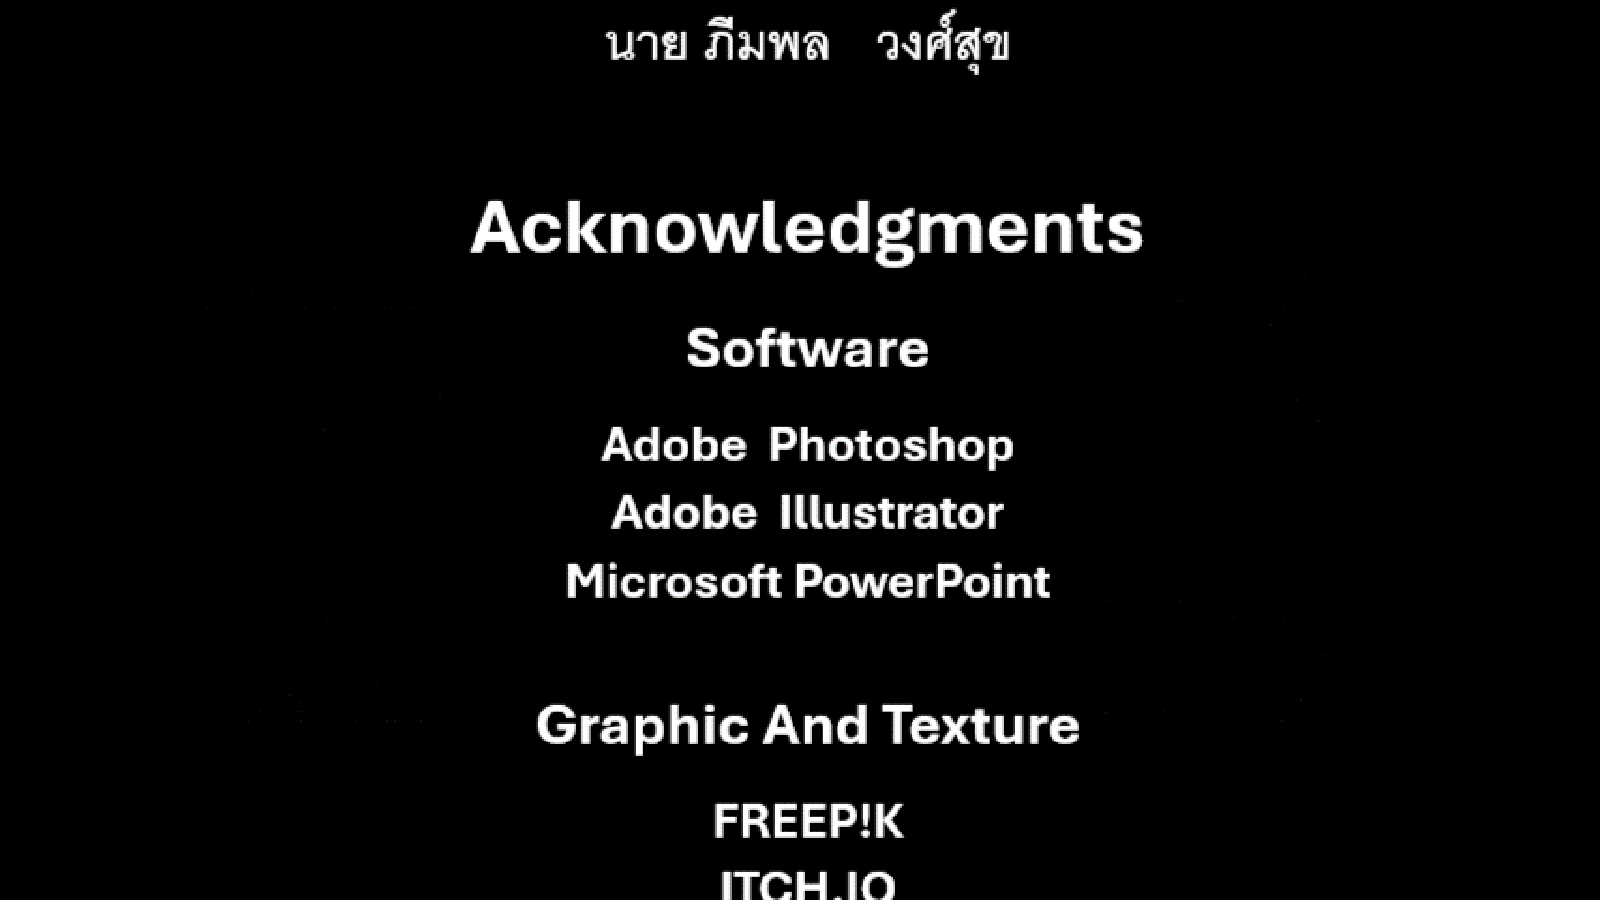 นาย ภีมพล วงศ์สุข
Acknowledgments
Software
Adobe Photoshop
Adobe Illustrator
Microsoft PowerPoint
Graphic And Texture
FREEP!K
ITCH.IO